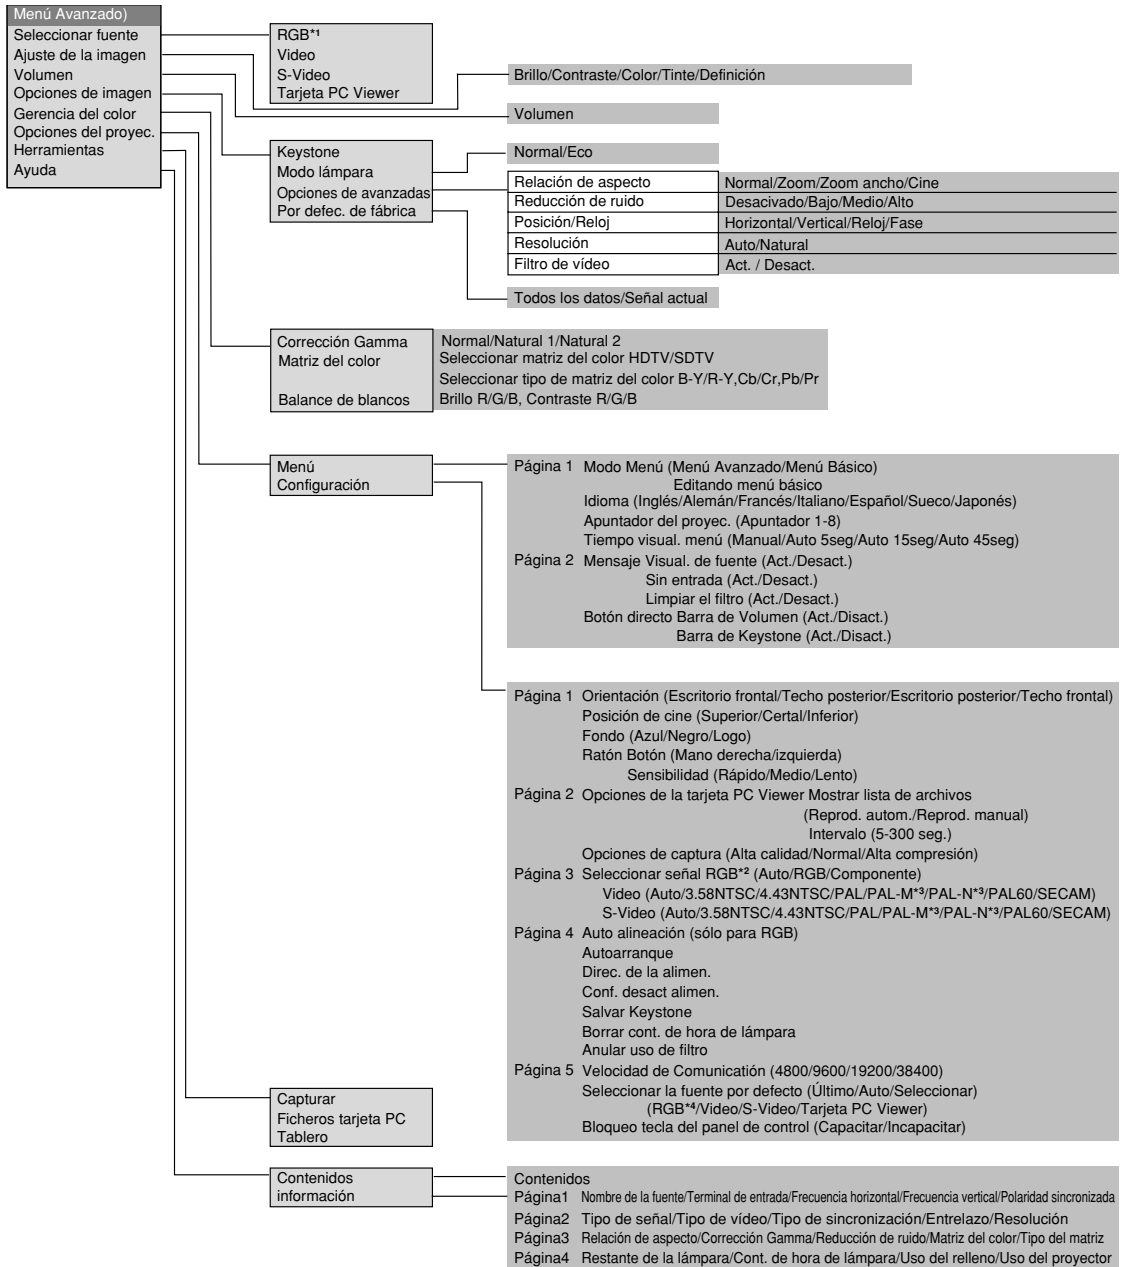 Menú Avanzado)
Seleccionar fuente
Ajuste de la imagen
Volumen
Opciones de imagen
Gerencia del color
Opciones del proyec.
Herramientas
Ayuda
RGB*1
Video
S-Video
Tarjeta PC Viewer
Brillo/Contraste/Color/Tinte/Definición
Volumen
Keystone
Modo lámpara
Opciones de avanzadas
Por defec. de fábrica
Normal/Eco
Relación de aspecto Normal/Zoom/Zoom ancho/Cine
Reducción de ruido Desacivado/Bajo/Medio/Alto
Posición/Reloj Horizontal/Vertical/Reloj/Fase
Resolución Auto/Natural
Filtro de vídeo Act. / Desact.
Todos los datos/Señal actual
Corrección Gamma Normal/Natural 1/Natural 2
Matriz del color Seleccionar matriz del color HDTV/SDTV
Seleccionar tipo de matriz del color B-Y/R-Y,Cb/Cr,Pb/Pr
Balance de blancos Brillo R/G/B, Contraste R/G/B
Menú
Configuración
Página 1 Modo Menú (Menú Avanzado/Menú Básico)
Editando menú básico
Idioma (Inglés/Alemán/Francés/Italiano/Español/Sueco/Japonés)
Apuntador del proyec. (Apuntador 1-8)
Tiempo visual. menú (Manual/Auto 5seg/Auto 15seg/Auto 45seg)
Página 2 Mensaje Visual. de fuente (Act./Desact.)
Sin entrada (Act./Desact.)
Limpiar el filtro (Act./Desact.)
Botón directo Barra de Volumen (Act./Disact.)
Barra de Keystone (Act./Disact.)
Página 1 Orientación (Escritorio frontal/Techo posterior/Escritorio posterior/Techo frontal)
Posición de cine (Superior/Certal/Inferior)
Fondo (Azul/Negro/Logo)
Ratón Botón (Mano derecha/izquierda)
Sensibilidad (Rápido/Medio/Lento)
Página 2 Opciones de la tarjeta PC Viewer Mostrar lista de archivos
(Reprod. autom./Reprod. manual)
Intervalo (5-300 seg.)
Opciones de captura (Alta calidad/Normal/Alta compresión)
Página 3 Seleccionar señal RGB*2 (Auto/RGB/Componente)
Video (Auto/3.58NTSC/4.43NTSC/PAL/PAL-M*3/PAL-N*3/PAL60/SECAM)
S-Video (Auto/3.58NTSC/4.43NTSC/PAL/PAL-M*3/PAL-N*3/PAL60/SECAM)
Página 4 Auto alineación (sólo para RGB)
Autoarranque
Direc. de la alimen.
Conf. desact alimen.
Salvar Keystone
Borrar cont. de hora de lámpara
Anular uso de filtro
Página 5 Velocidad de Comunicatión (4800/9600/19200/38400)
Seleccionar la fuente por defecto (Último/Auto/Seleccionar)
(RGB*4/Video/S-Video/Tarjeta PC Viewer)
Bloqueo tecla del panel de control (Capacitar/Incapacitar)
Capturar
Ficheros tarjeta PC
Tablero
Contenidos
información
Contenidos
Página1 Nombre de la fuente/Terminal de entrada/Frecuencia horizontal/Frecuencia vertical/Polaridad sincronizada
Página2 Tipo de señal/Tipo de vídeo/Tipo de sincronización/Entrelazo/Resolución
Página3 Relación de aspecto/Corrección Gamma/Reducción de ruido/Matriz del color/Tipo del matriz
Página4 Restante de la lámpara/Cont. de hora de lámpara/Uso del relleno/Uso del proyector